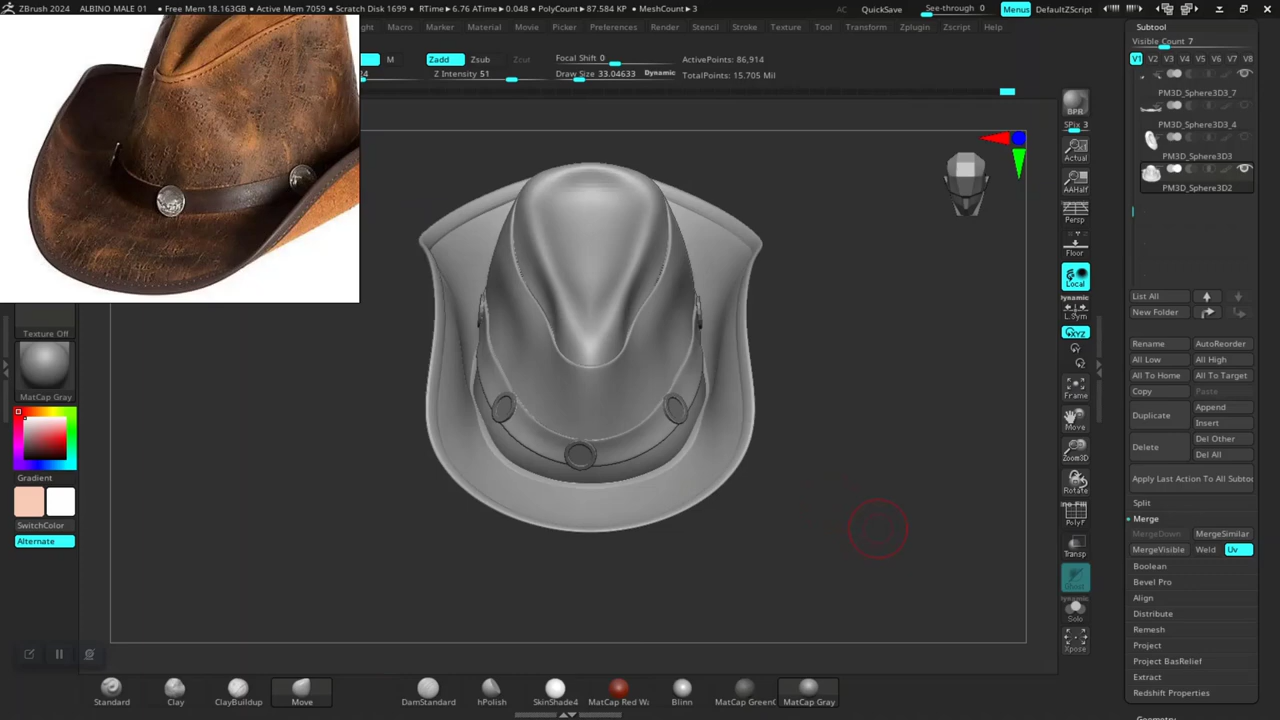 ZBrush 2024 ALBINO MALE 01 • Free Mem 18.163GB • Active Mem 7059 • Scratch Disk 1699 • RTime▸6.76 ATime▸0.048 • PolyCount▸87.584 KP • MeshCount▸3 AC QuickSave See-through 0 Menus DefaultZScript
ght Macro Marker Material Movie Picker Preferences Render Stencil Stroke Texture Tool Transform Zplugin Zscript Help
M Zadd Zsub Zcut Focal Shift 0 ActivePoints: 86,914
24 Z Intensity 51 Draw Size 33.04633 Dynamic TotalPoints: 15.705 Mil
Subtool
Visible Count 7
V1 V2 V3 V4 V5 V6 V7 V8
PM3D_Sphere3D3_7
PM3D_Sphere3D3_4
PM3D_Sphere3D3
PM3D_Sphere3D2
List All
New Folder
Rename AutoReorder
All Low All High
All To Home All To Target
Copy Paste
Duplicate Append
Insert
Delete Del Other
Del All
Apply Last Action To All Subto
Split
Merge
MergeDown MergeSimilar
MergeVisible Weld Uv
Boolean
Bevel Pro
Align
Distribute
Remesh
Project
Project BasRelief
Extract
Redshift Properties
Geometry
BPR
SPix 3
Actual
AAHalf
Persp
Floor
Local
Dynamic
L.Sym
XYZ
Frame
Move
Zoom3D
Rotate
PolyF
Transp
Ghost
Dynamic
Solo
Xpose
Texture Off
MatCap Gray
Gradient
SwitchColor
Alternate
Standard Clay ClayBuildup Move DamStandard hPolish SkinShade4 MatCap Red Wa Blinn MatCap GreenC MatCap Gray